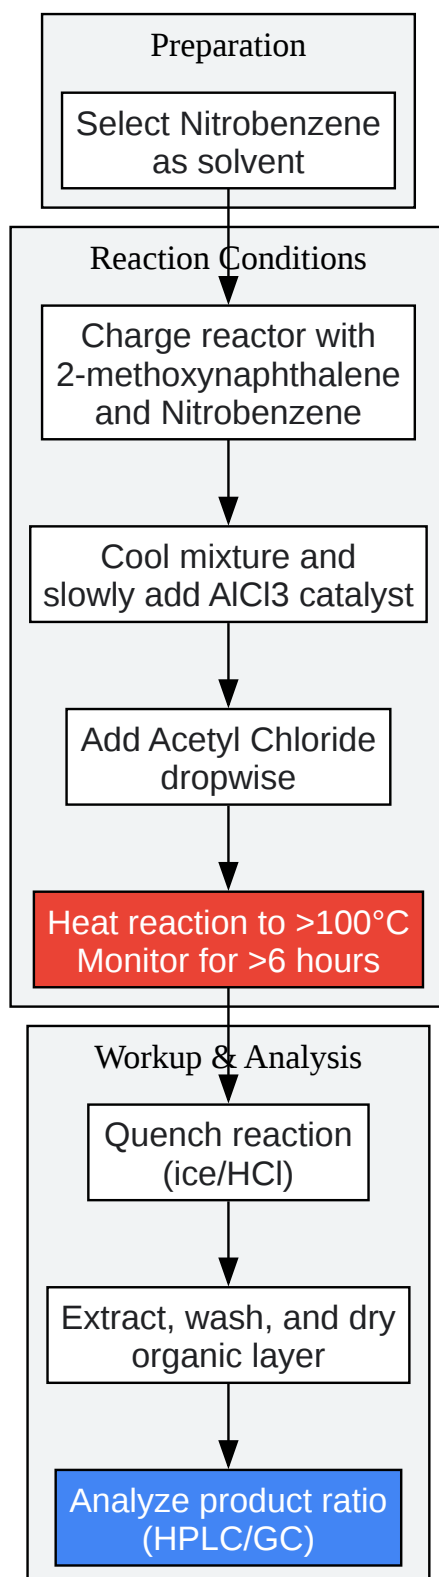 Preparation
Select Nitrobenzene
as solvent
Reaction Conditions
Charge reactor with
2-methoxynaphthalene
and Nitrobenzene
Cool mixture and
slowly add AlCl3 catalyst
Add Acetyl Chloride
dropwise
Heat reaction to >100°C
Monitor for >6 hours
Workup & Analysis
Quench reaction
(ice/HCl)
Extract, wash, and dry
organic layer
Analyze product ratio
(HPLC/GC)